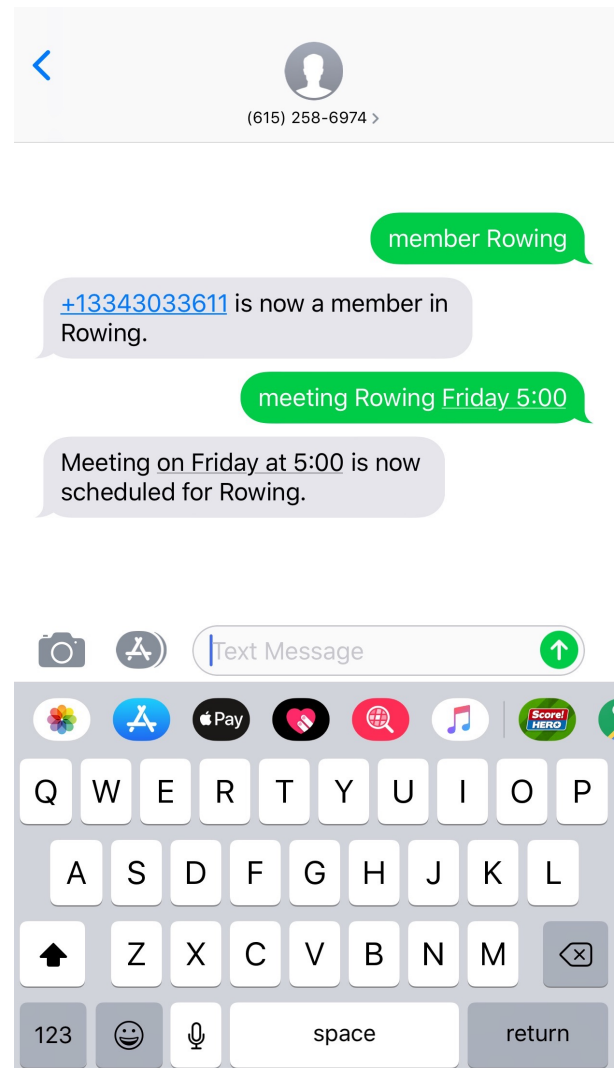 (615) 258-6974 >
member Rowing
+13343033611 is now a member in
Rowing.
meeting Rowing Friday 5:00
Meeting on Friday at 5:00 is now
scheduled for Rowing.
Text Message
Pay
Score!
HERO
Q W E R T Y U I O P
A S D F G H J K L
Z X C V B N M
123 space return